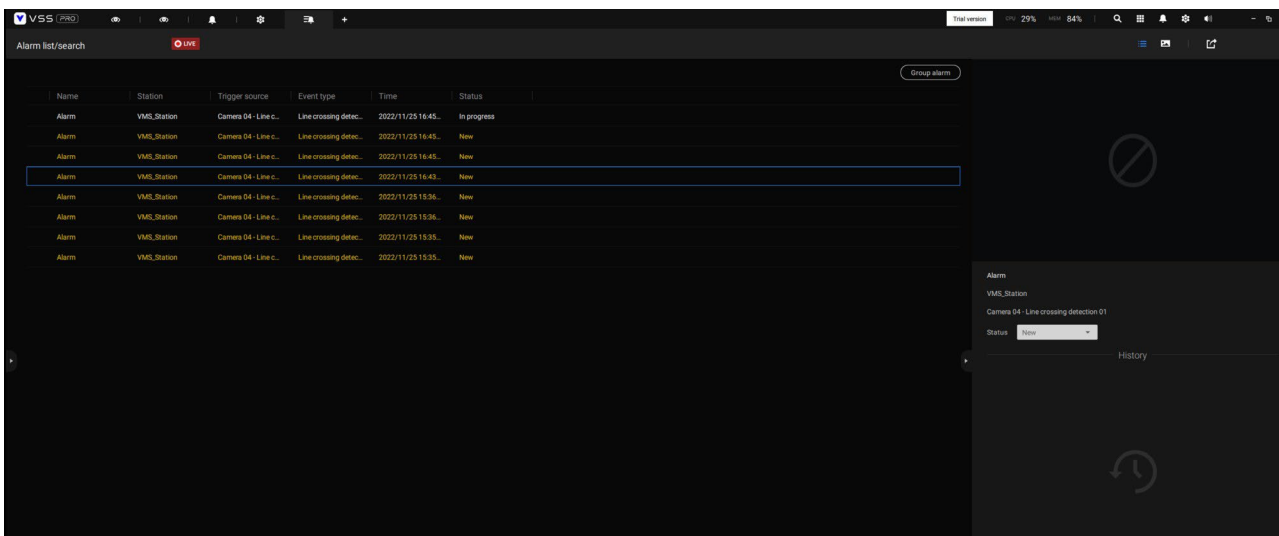 VSS PRO Trial version CPU 29% MEM 84%
Alarm list/search LIVE
Group alarm
Name Station Trigger source Event type Time Status
Alarm VMS_Station Camera 04 - Line c... Line crossing detec... 2022/11/25 16:45... In progress
Alarm VMS_Station Camera 04 - Line c... Line crossing detec... 2022/11/25 16:45... New
Alarm VMS_Station Camera 04 - Line c... Line crossing detec... 2022/11/25 16:45... New
Alarm VMS_Station Camera 04 - Line c... Line crossing detec... 2022/11/25 16:43... New
Alarm VMS_Station Camera 04 - Line c... Line crossing detec... 2022/11/25 15:36... New
Alarm VMS_Station Camera 04 - Line c... Line crossing detec... 2022/11/25 15:36... New
Alarm VMS_Station Camera 04 - Line c... Line crossing detec... 2022/11/25 15:35... New
Alarm VMS_Station Camera 04 - Line c... Line crossing detec... 2022/11/25 15:35... New
Alarm
VMS_Station
Camera 04 - Line crossing detection 01
Status New
History